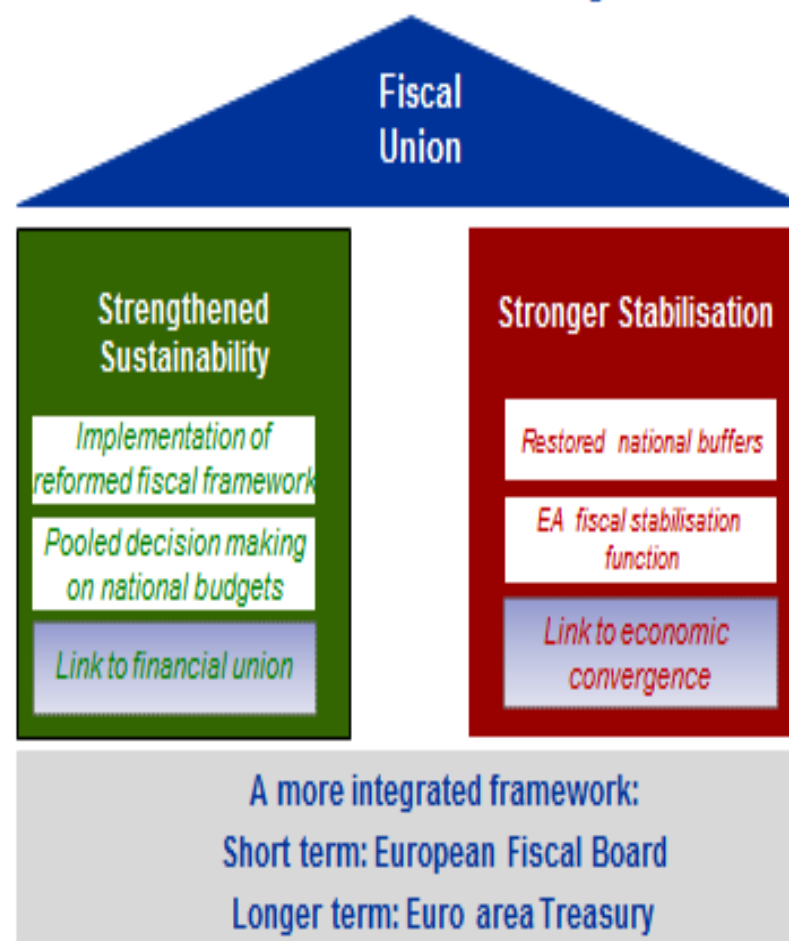 Fiscal
Union
Strengthened
Sustainability
Implementation of
reformed fiscal framework
Pooled decision making
on national budgets
Link to financial union
Stronger Stabilisation
Restored national buffers
EA fiscal stabilisation
function
Link to economic
convergence
A more integrated framework:
Short term: European Fiscal Board
Longer term: Euro area Treasury